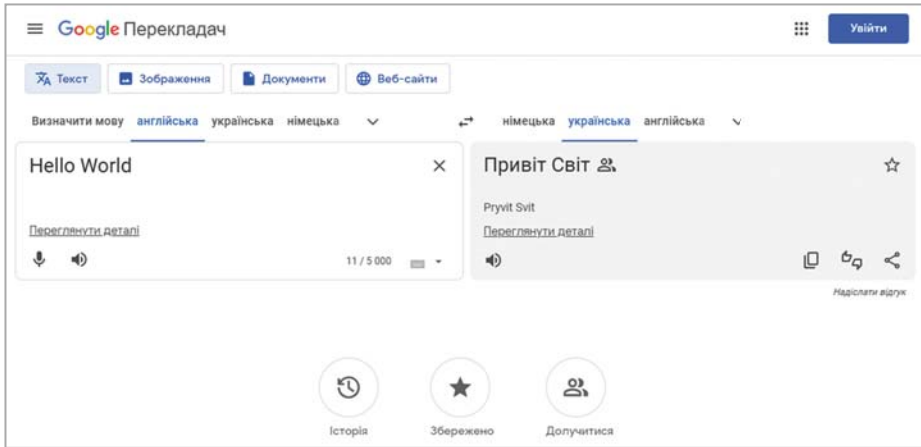 Google Перекладач
Увійти
Текст
Зображення
Документи
Веб-сайти
Визначити мову англійська українська німецька
німецька українська англійська
Hello World
Привіт Світ
Pryvit Svit
Переглянути деталі
Переглянути деталі
11 / 5 000
Надіслати відгук
Історія
Збережено
Долучитися